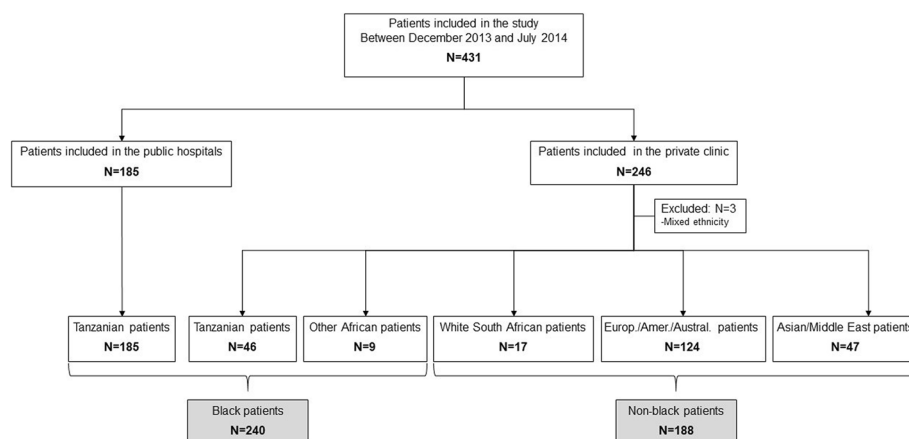 Patients included in the study
Between December 2013 and July 2014
N=431
Patients included in the public hospitals
N=185
Patients included in the private clinic
N=246
Excluded: N=3
-Mixed ethnicity
Tanzanian patients
N=185
Tanzanian patients
N=46
Other African patients
N=9
White South African patients
N=17
Europ./Amer./Austral. patients
N=124
Asian/Middle East patients
N=47
Black patients
N=240
Non-black patients
N=188